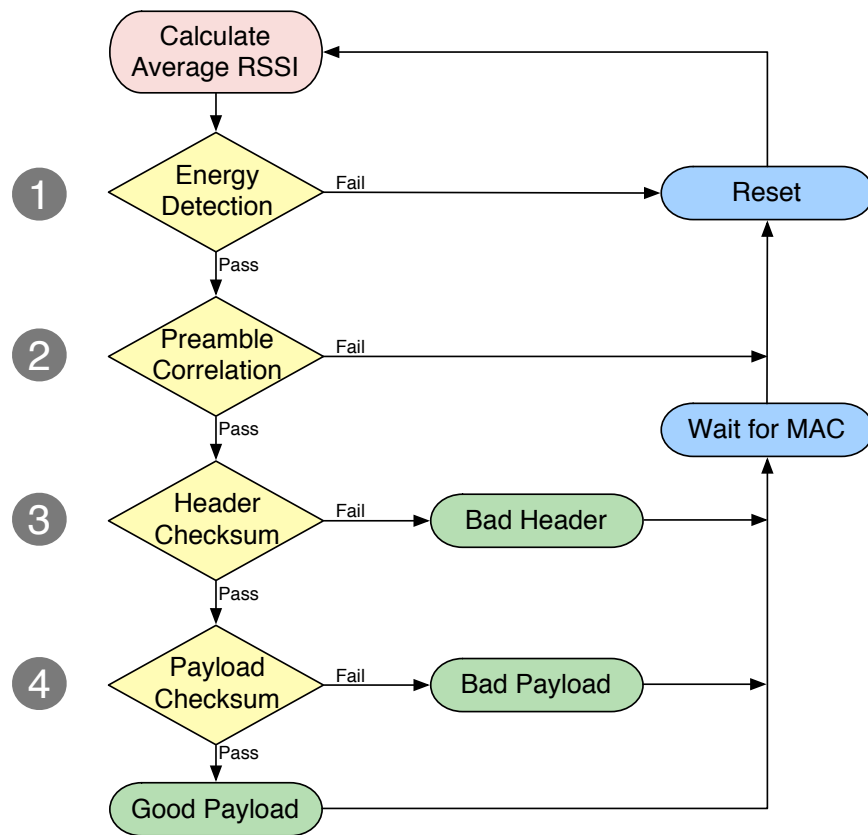 Calculate
Average RSSI
1
Energy
Detection
Fail
Reset
Pass
2
Preamble
Correlation
Fail
Pass
Wait for MAC
3
Header
Checksum
Fail
Bad Header
Pass
4
Payload
Checksum
Fail
Bad Payload
Pass
Good Payload